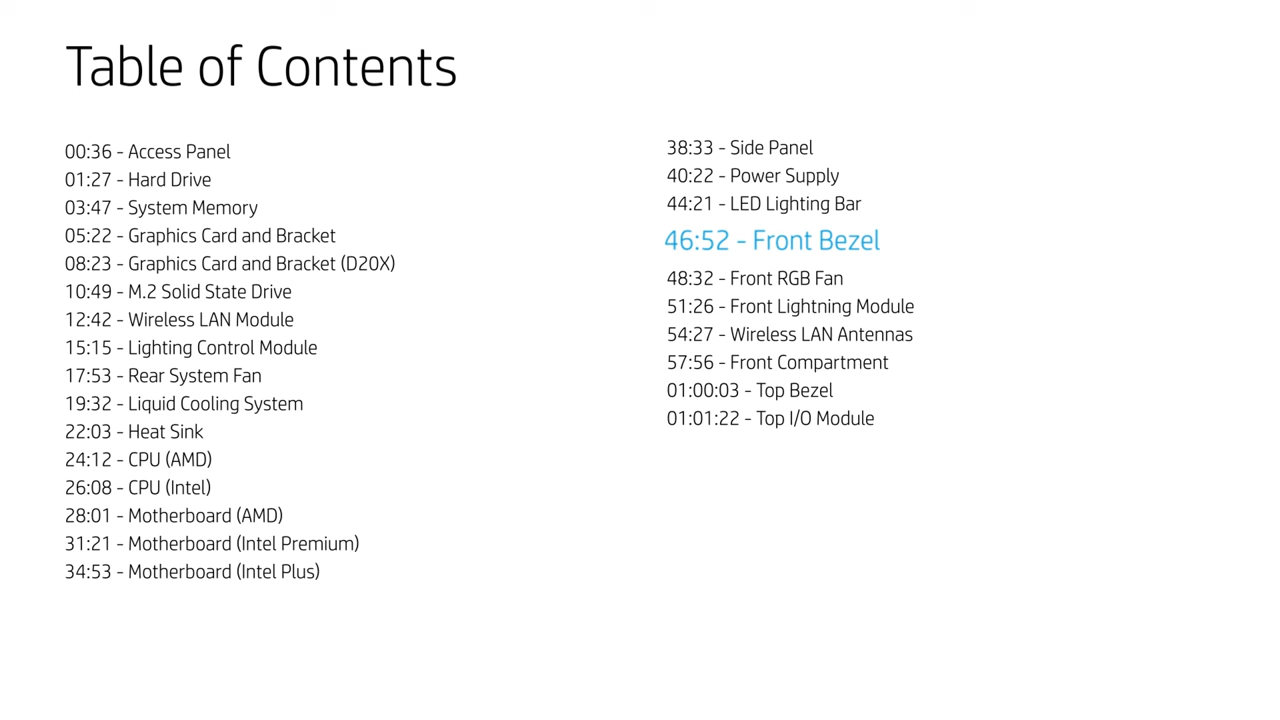 Table of Contents
00:36 - Access Panel
01:27 - Hard Drive
03:47 - System Memory
05:22 - Graphics Card and Bracket
08:23 - Graphics Card and Bracket (D20X)
10:49 - M.2 Solid State Drive
12:42 - Wireless LAN Module
15:15 - Lighting Control Module
17:53 - Rear System Fan
19:32 - Liquid Cooling System
22:03 - Heat Sink
24:12 - CPU (AMD)
26:08 - CPU (Intel)
28:01 - Motherboard (AMD)
31:21 - Motherboard (Intel Premium)
34:53 - Motherboard (Intel Plus)
38:33 - Side Panel
40:22 - Power Supply
44:21 - LED Lighting Bar
46:52 - Front Bezel
48:32 - Front RGB Fan
51:26 - Front Lightning Module
54:27 - Wireless LAN Antennas
57:56 - Front Compartment
01:00:03 - Top Bezel
01:01:22 - Top I/O Module